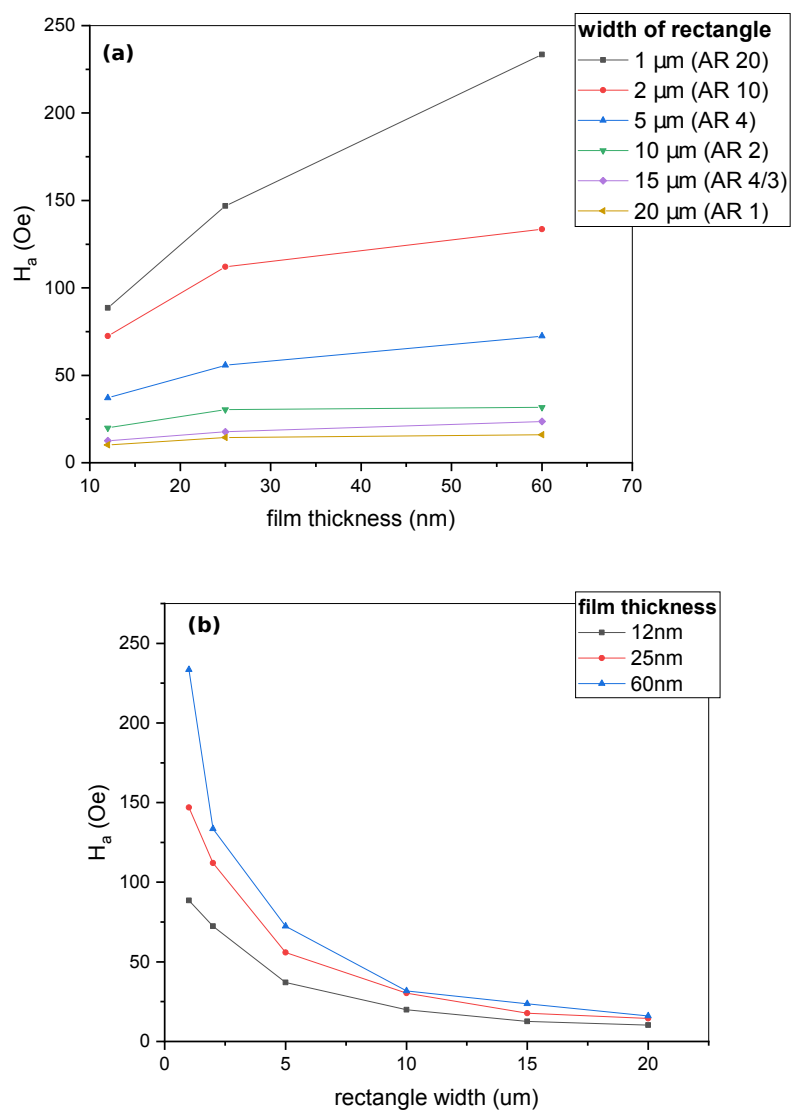 (a)
width of rectangle
1 µm (AR 20)
2 µm (AR 10)
5 µm (AR 4)
10 µm (AR 2)
15 µm (AR 4/3)
20 µm (AR 1)
250
200
150
100
50
0
Hₐ (Oe)
10 20 30 40 50 60 70
film thickness (nm)
(b)
film thickness
12nm
25nm
60nm
250
200
150
100
50
0
Hₐ (Oe)
0 5 10 15 20
rectangle width (um)